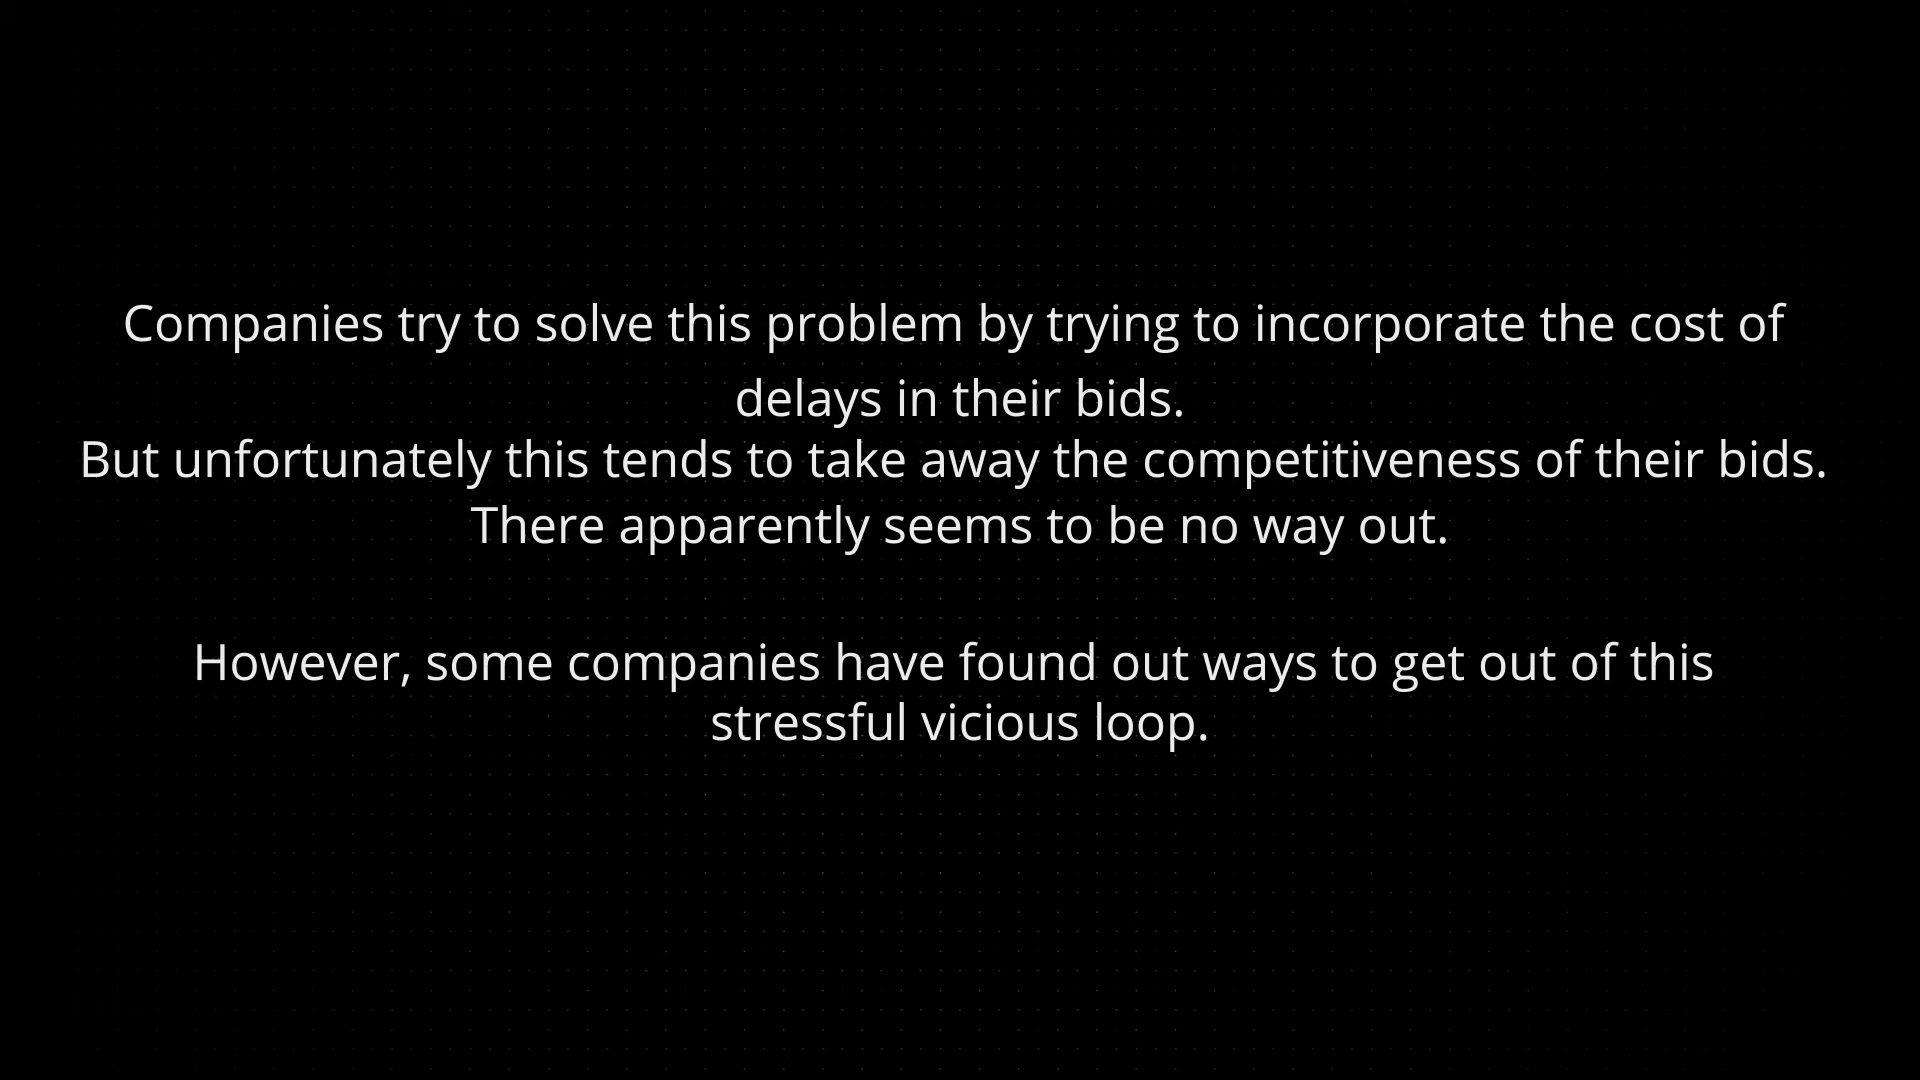 Companies try to solve this problem by trying to incorporate the cost of
delays in their bids.
But unfortunately this tends to take away the competitiveness of their bids.
There apparently seems to be no way out.
However, some companies have found out ways to get out of this
stressful vicious loop.